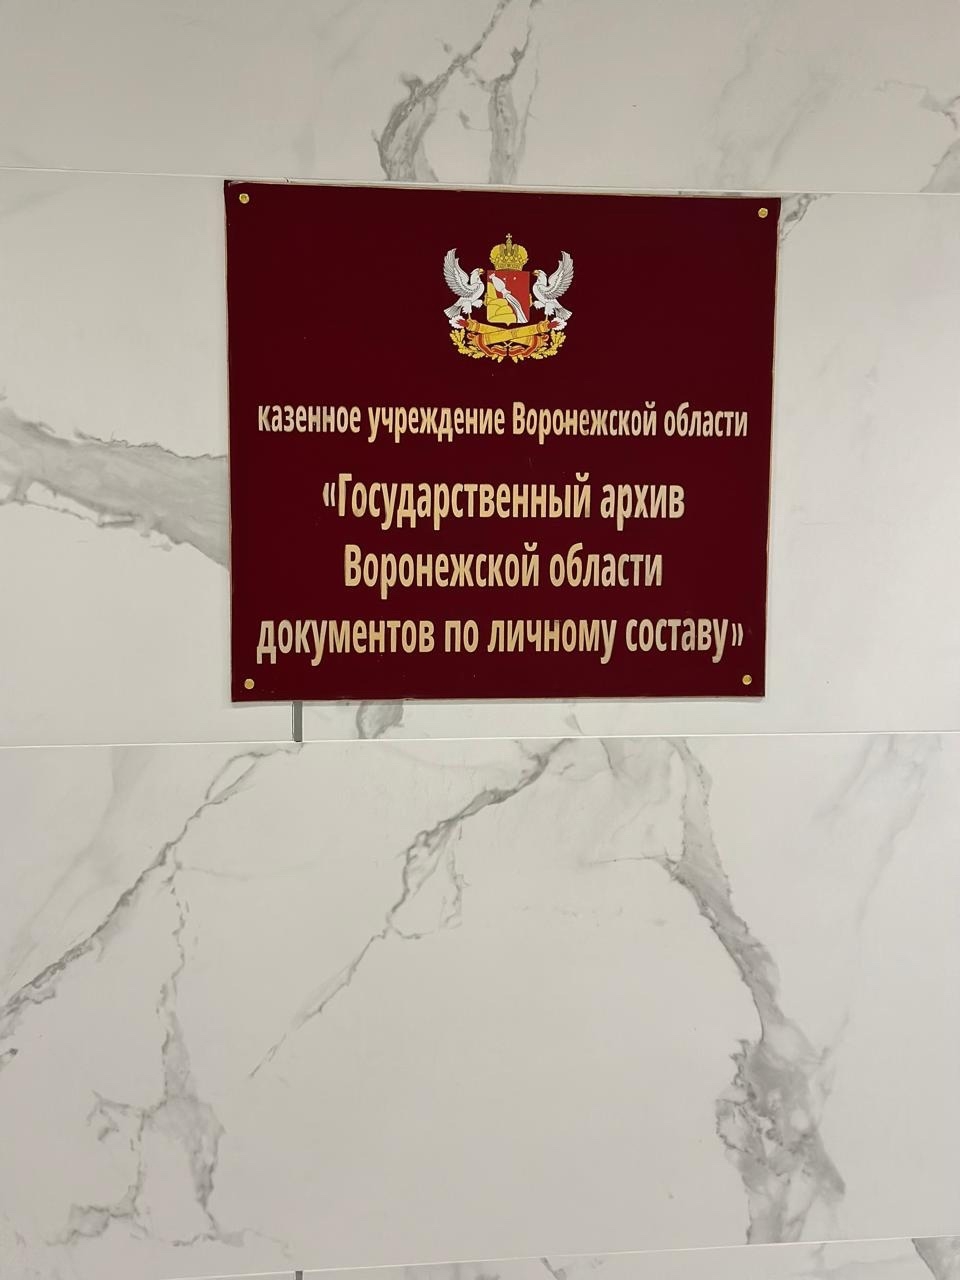 казенное учреждение Воронежской области
«Государственный архив
Воронежской области
документов по личному составу»